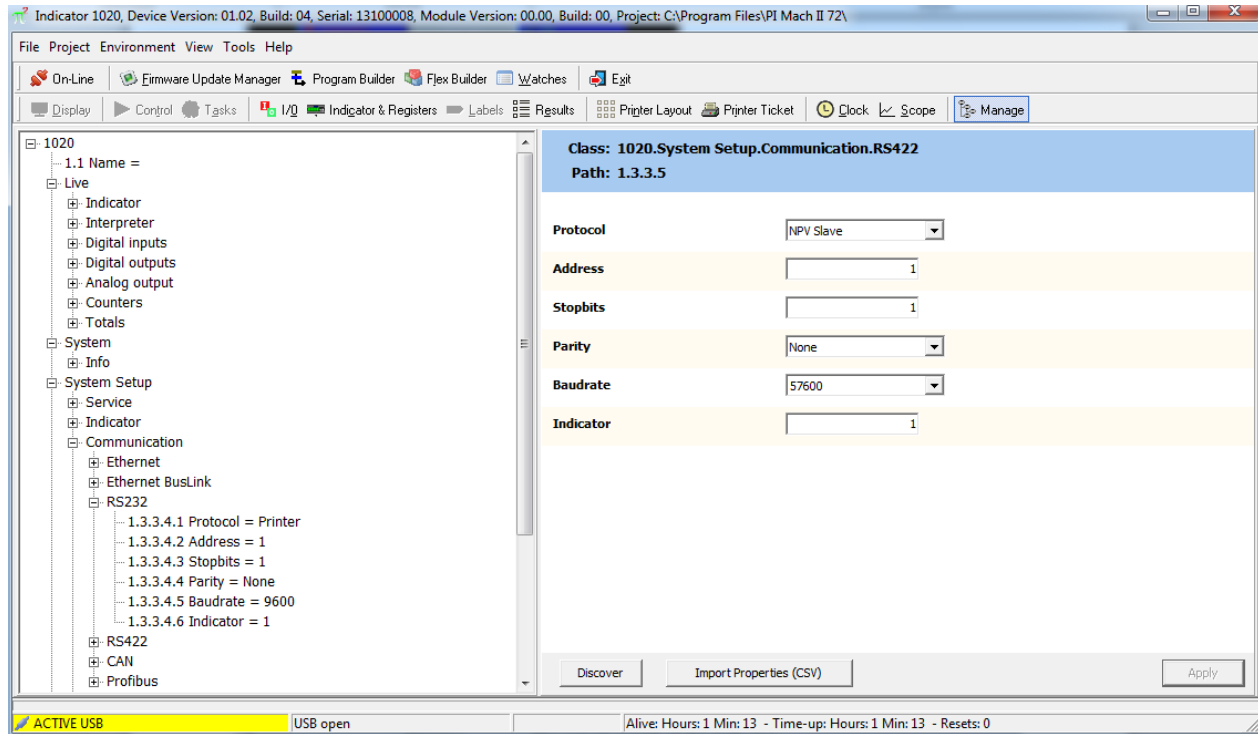 Indicator 1020, Device Version: 01.02, Build: 04, Serial: 13100008, Module Version: 00.00, Build: 00, Project: C:\Program Files\PI Mach II 72\
File Project Environment View Tools Help
On-Line Firmware Update Manager Program Builder Flex Builder Watches Exit
Display Control Tasks I/O Indicator & Registers Labels Results Printer Layout Printer Ticket Clock Scope Manage
1020
1.1 Name =
Live
Indicator
Interpreter
Digital inputs
Digital outputs
Analog output
Counters
Totals
System
Info
System Setup
Service
Indicator
Communication
Ethernet
Ethernet BusLink
RS232
1.3.3.4.1 Protocol = Printer
1.3.3.4.2 Address = 1
1.3.3.4.3 Stopbits = 1
1.3.3.4.4 Parity = None
1.3.3.4.5 Baudrate = 9600
1.3.3.4.6 Indicator = 1
RS422
CAN
Profibus
Class: 1020.System Setup.Communication.RS422
Path: 1.3.3.5
Protocol NPV Slave
Address 1
Stopbits 1
Parity None
Baudrate 57600
Indicator 1
Discover Import Properties (CSV) Apply
ACTIVE USB USB open Alive: Hours: 1 Min: 13 - Time-up: Hours: 1 Min: 13 - Resets: 0